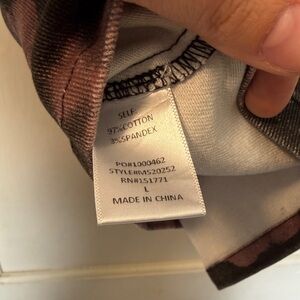 SELF
97%COTTON
3%SPANDEX
PO#1000462
STYLE#MS20252
RN#151771
L
MADE IN CHINA